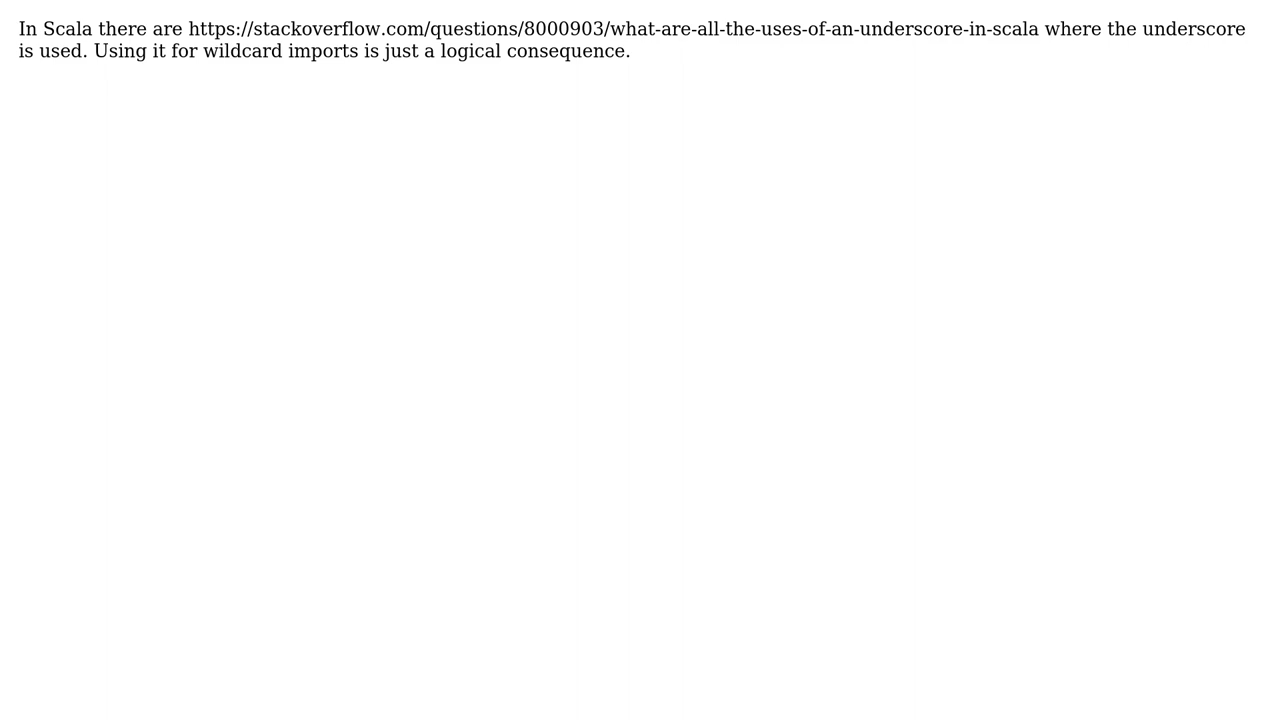 In Scala there are https://stackoverflow.com/questions/8000903/what-are-all-the-uses-of-an-underscore-in-scala where the underscore
is used. Using it for wildcard imports is just a logical consequence.